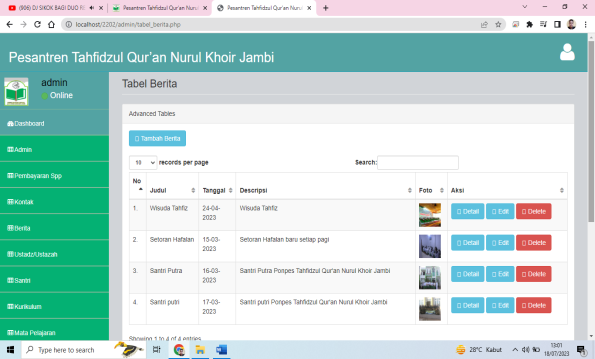 (906) DJ SIKOK BAGI DUO R
Pesantren Tahfidzul Qur'an Nuru
Pesantren Tahfidzul Qur'an Nuru
localhost:2202/admin/tabel_berita.php
Pesantren Tahfidzul Qur'an Nurul Khoir Jambi
admin
Online
Dashboard
Admin
Pembayaran Spp
Kontak
Berita
Ustadz/Ustazah
Santri
Kurikulum
Mata Pelajaran
Tabel Berita
Advanced Tables
Tambah Berita
10 records per page Search:
No Judul Tanggal Descripsi Foto Aksi
1. Wisuda Tahfiz 24-04-2023 Wisuda Tahfiz Detail Edit Delete
2. Setoran Hafalan 15-03-2023 Setoran Hafalan baru setiap pagi Detail Edit Delete
3. Santri Putra 16-03-2023 Santri Putra Ponpes Tahfidzul Qur'an Nurul Khoir Jambi Detail Edit Delete
4. Santri putri 17-03-2023 Santri putri Ponpes Tahfidzul Qur'an Nurul Khoir Jambi Detail Edit Delete
Showing 1 to 4 of 4 entries
Type here to search
28°C Kabut
13:01
18/07/2023